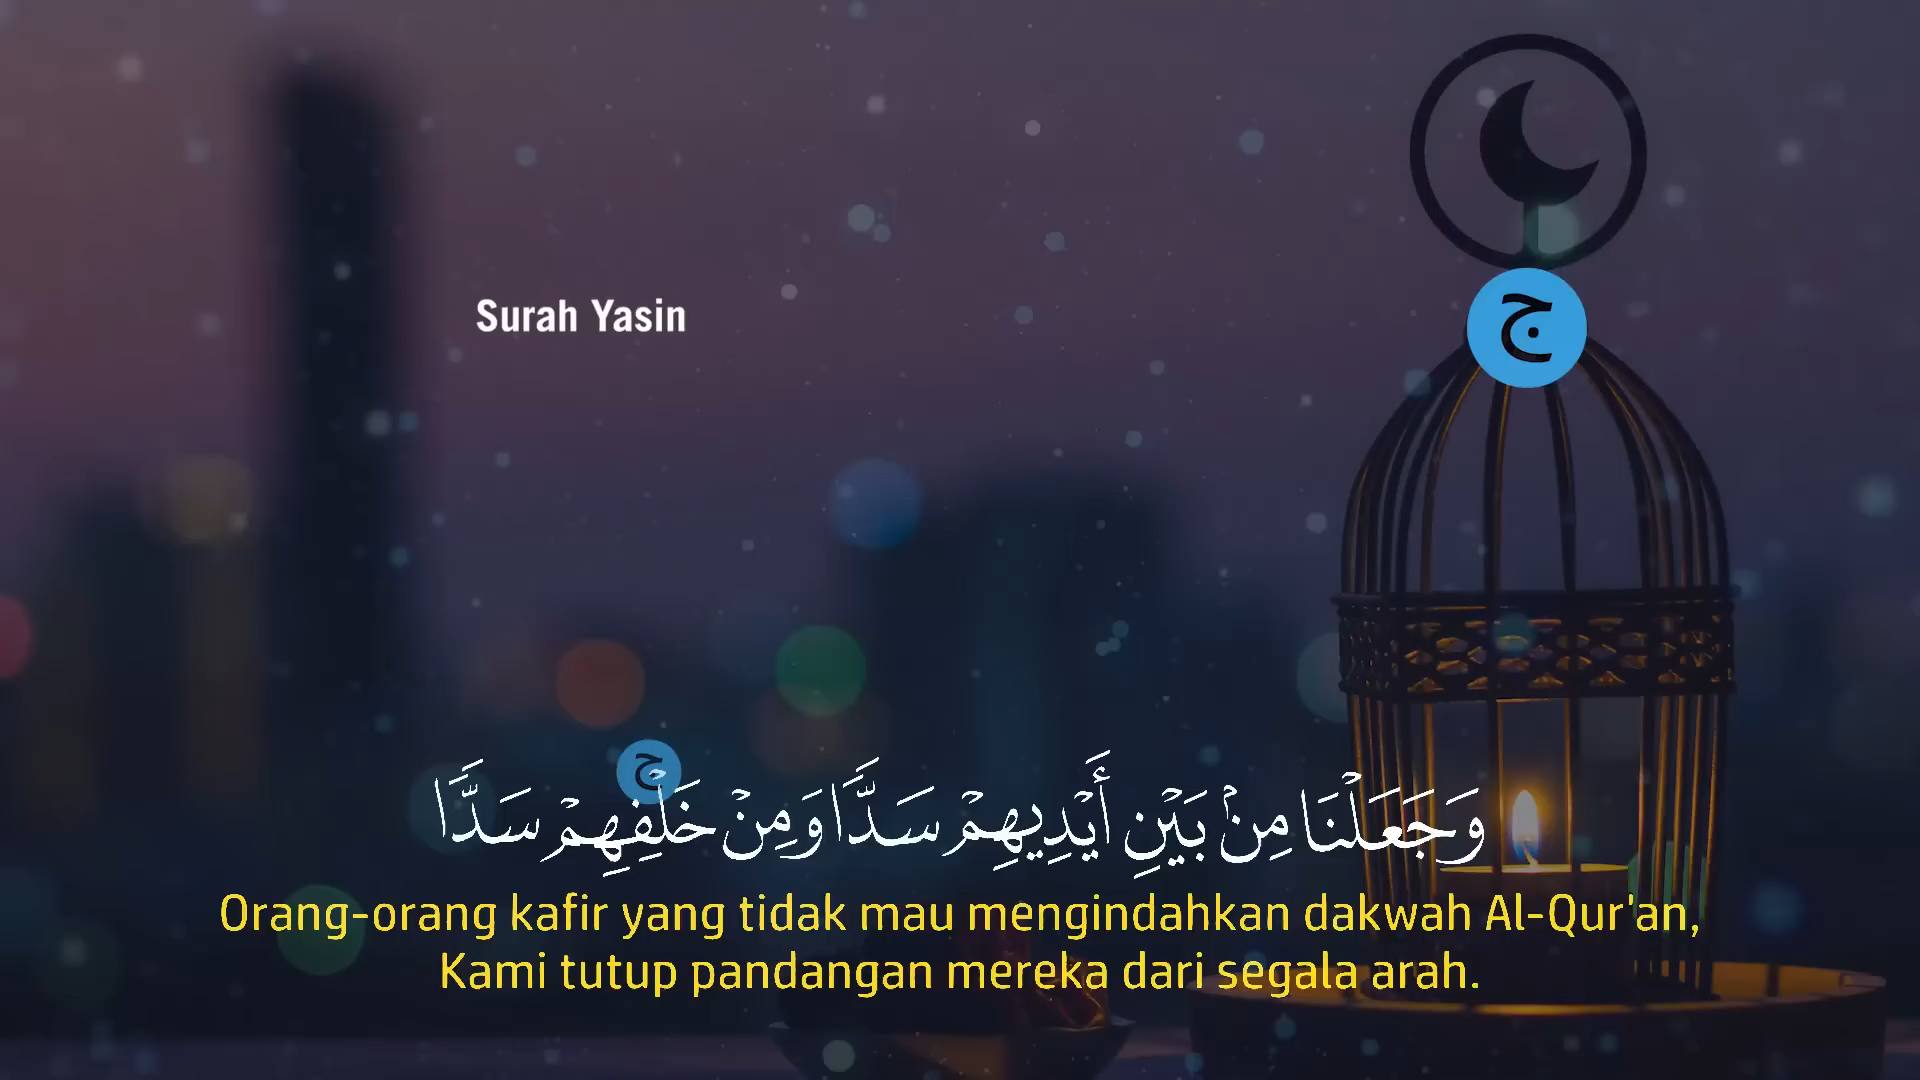 Surah Yasin
ج
ج
وَجَعَلْنَا مِنْۢ بَيْنِ أَيْدِيهِمْ سَدًّا وَمِنْ خَلْفِهِمْ سَدًّا
Orang-orang kafir yang tidak mau mengindahkan dakwah Al-Qur'an,
Kami tutup pandangan mereka dari segala arah.